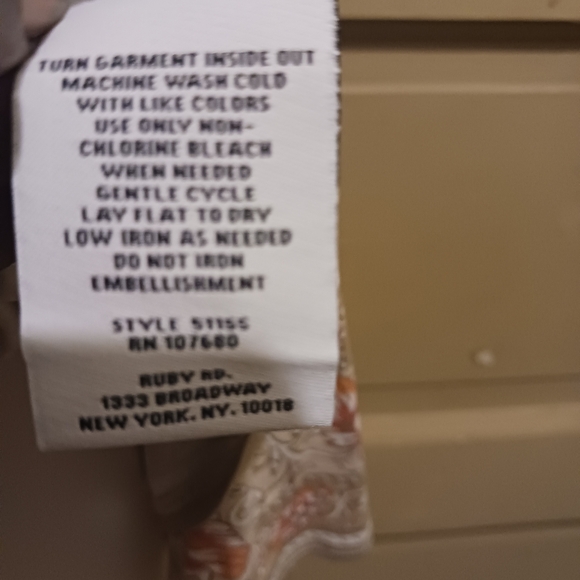 TURN GARMENT INSIDE OUT
MACHINE WASH COLD
WITH LIKE COLORS
USE ONLY NON-
CHLORINE BLEACH
WHEN NEEDED
GENTLE CYCLE
LAY FLAT TO DRY
LOW IRON AS NEEDED
DO NOT IRON
EMBELLISHMENT
STYLE 51155
RN 107680
RUBY RD.
1333 BROADWAY
NEW YORK. NY. 10018